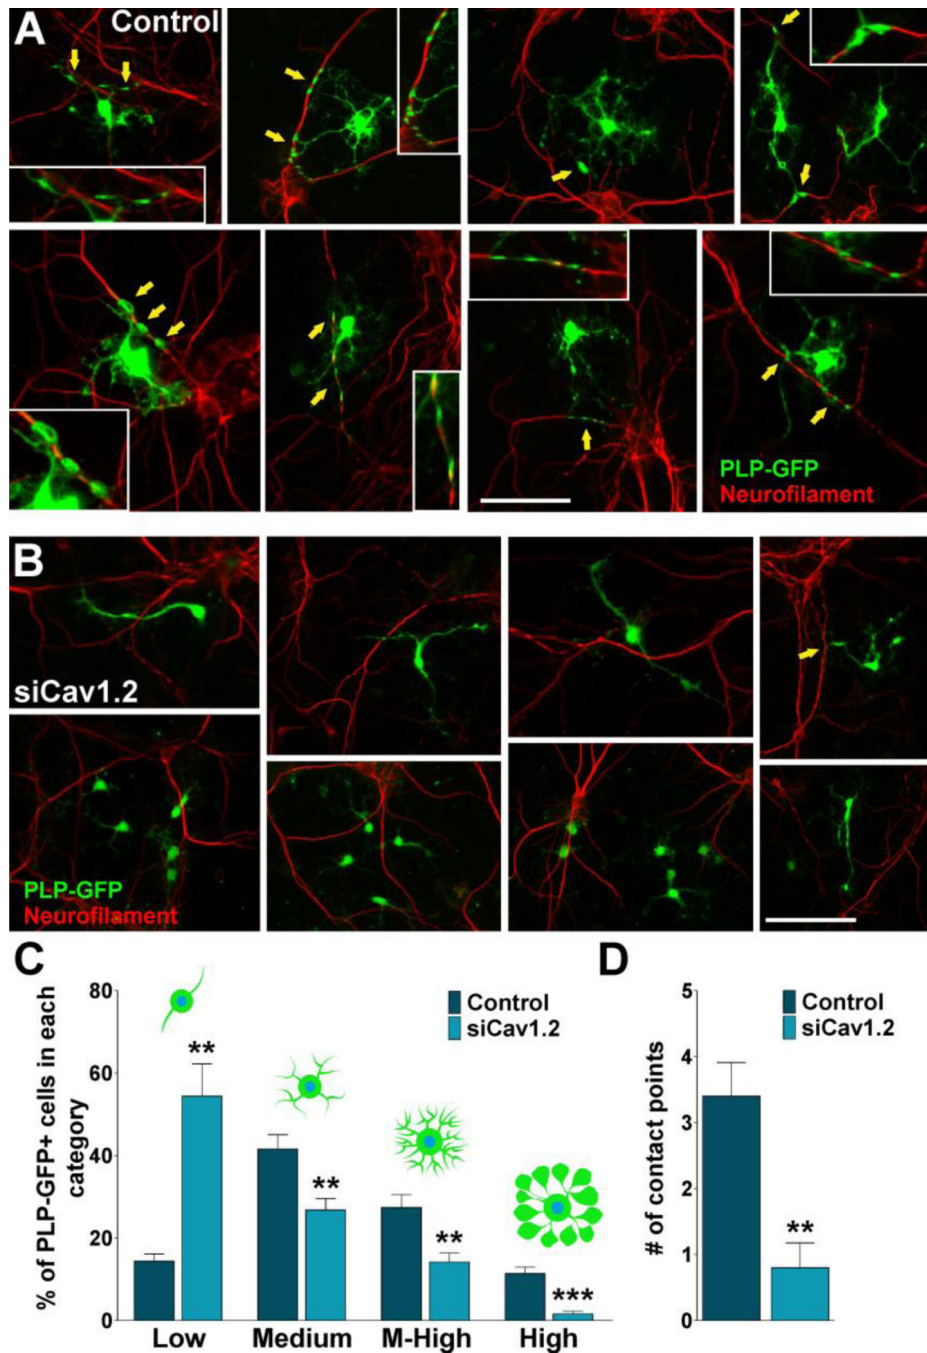 A
Control
PLP-GFP
Neurofilament
B
siCav1.2
PLP-GFP
Neurofilament
C
% of PLP-GFP+ cells in each
category
80
60
40
20
0
Control
siCav1.2
**
**
**
***
Low
Medium
M-High
High
D
# of contact points
5
4
3
2
1
0
Control
siCav1.2
**